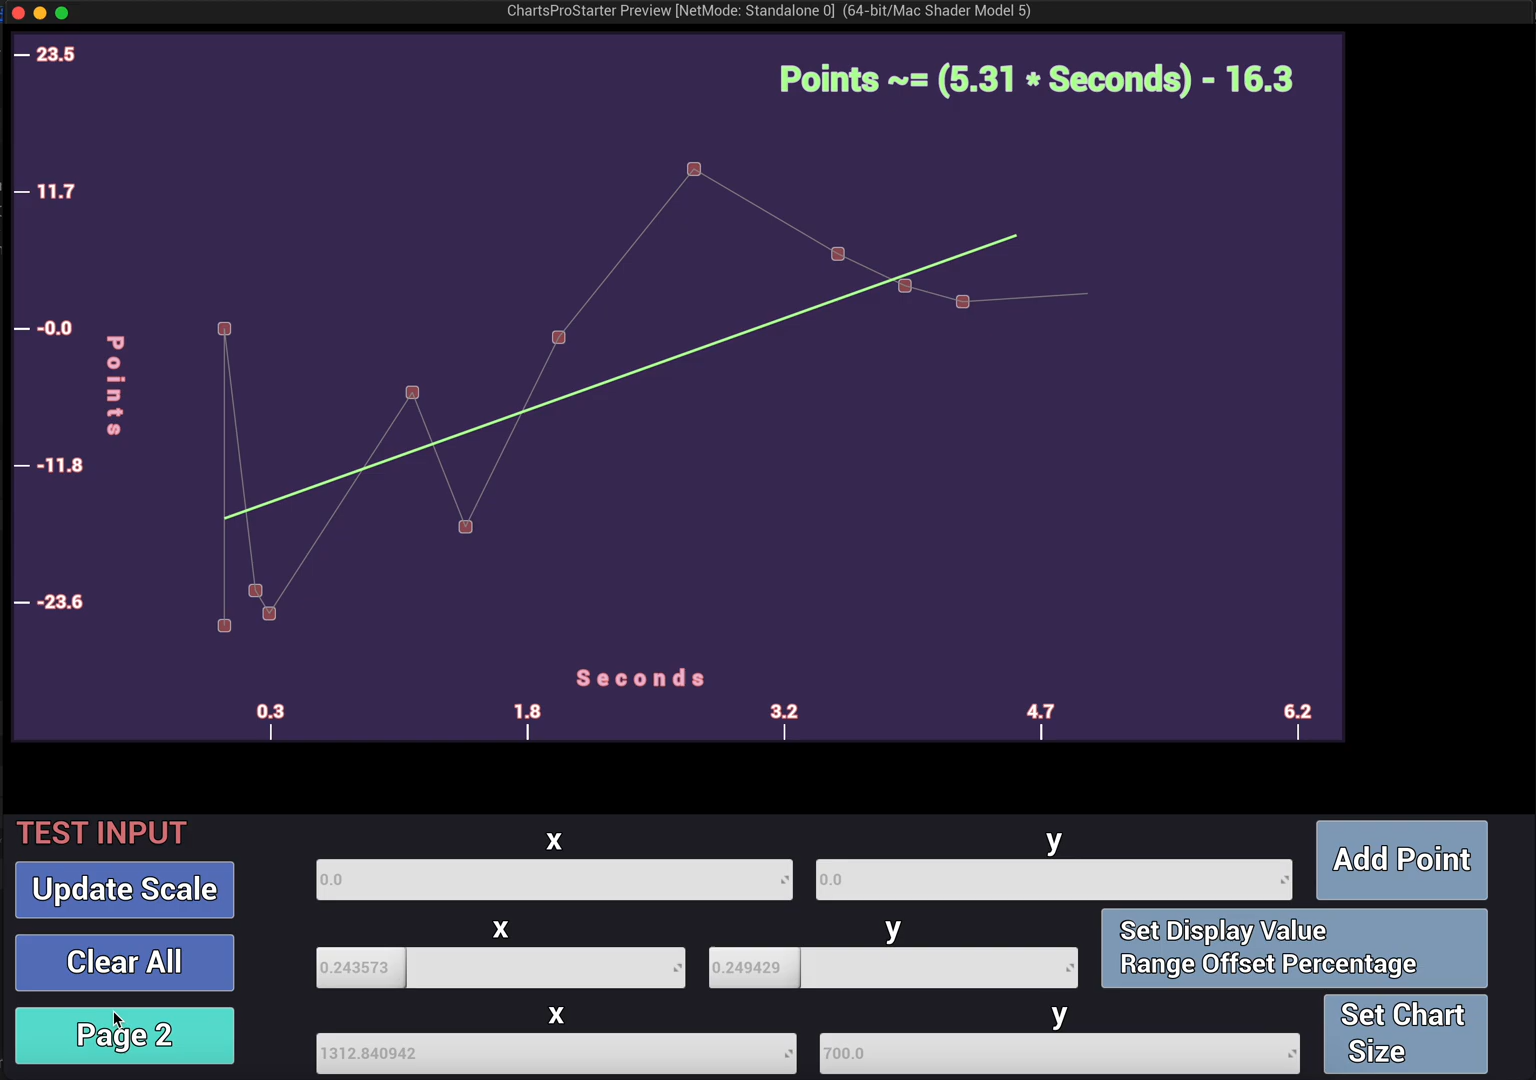 ChartsProStarter Preview [NetMode: Standalone 0]  (64-bit/Mac Shader Model 5)
23.5
Points ~= (5.31 * Seconds) - 16.3
11.7
-0.0
Points
-11.8
-23.6
Seconds
0.3
1.8
3.2
4.7
6.2
TEST INPUT
x
y
Update Scale
0.0
0.0
Add Point
x
y
Clear All
0.243573
0.249429
Set Display Value
Range Offset Percentage
x
y
Page 2
1312.840942
700.0
Set Chart
Size